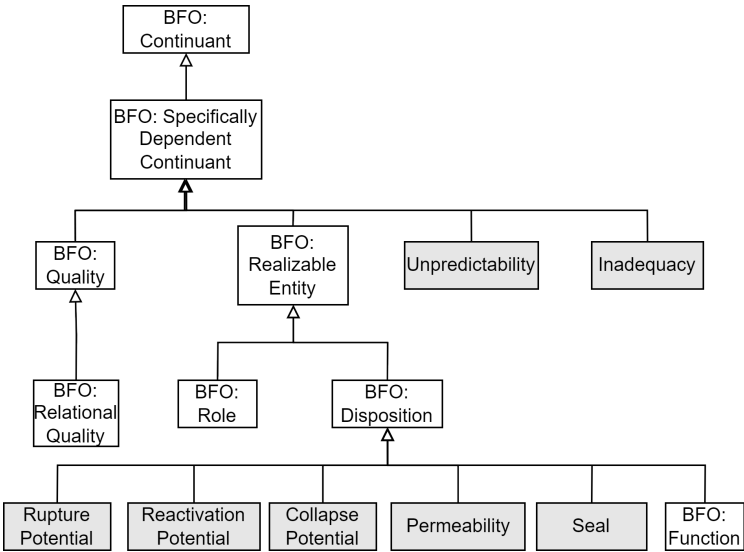 BFO:
Continuant
BFO: Specifically
Dependent
Continuant
BFO:
Quality
BFO:
Realizable
Entity
Unpredictability
Inadequacy
BFO:
Relational
Quality
BFO:
Role
BFO:
Disposition
Rupture
Potential
Reactivation
Potential
Collapse
Potential
Permeability
Seal
BFO:
Function